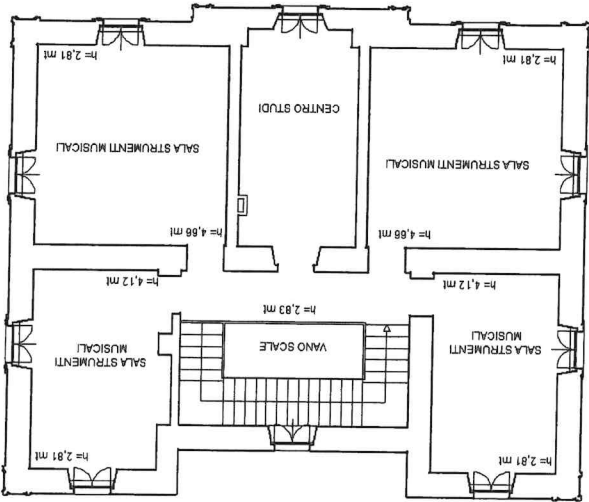 h= 2,81 mt
h= 2,81 mt
SALA STRUMENTI
MUSICALI
VANO SCALE
SALA STRUMENTI
MUSICALI
h= 2,83 mt
h= 4,12 mt
h= 4,12 mt
h= 4,66 mt
h= 4,66 mt
SALA STRUMENTI MUSICALI
CENTRO STUDI
SALA STRUMENTI MUSICALI
h= 2,81 mt
h= 2,81 mt